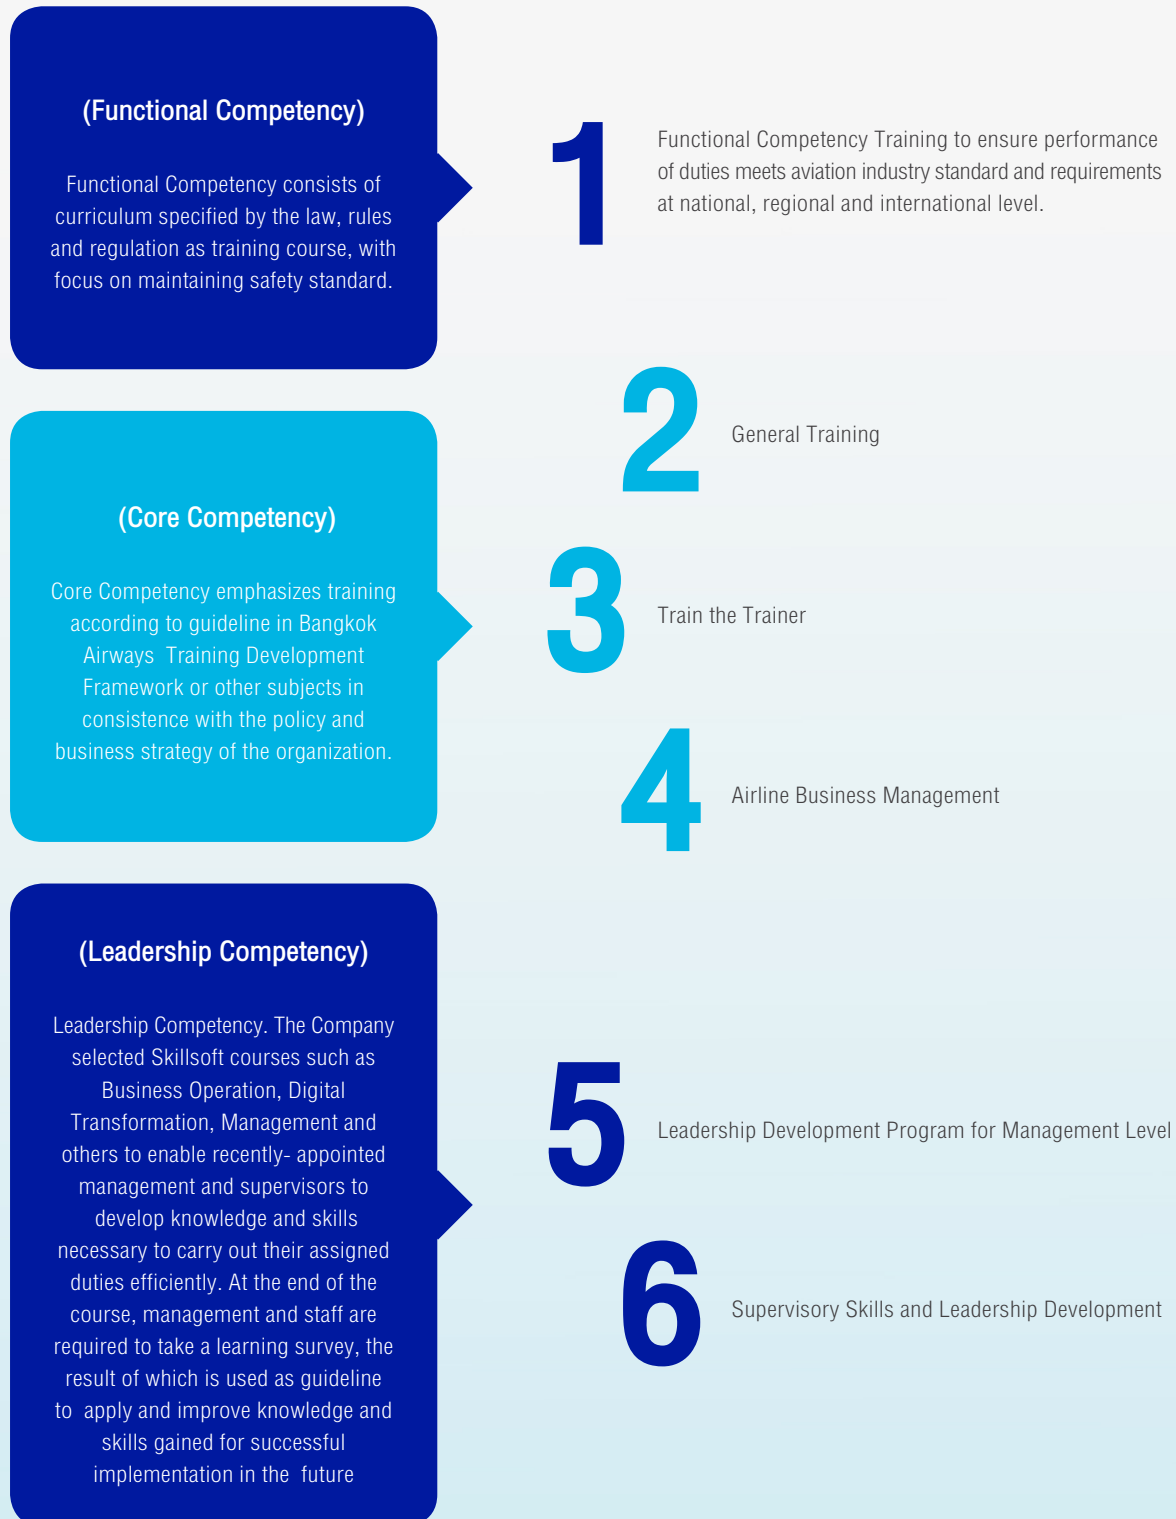 (Functional Competency)
Functional Competency consists of
curriculum specified by the law, rules
and regulation as training course, with
focus on maintaining safety standard.
1
Functional Competency Training to ensure performance
of duties meets aviation industry standard and requirements
at national, regional and international level.
(Core Competency)
Core Competency emphasizes training
according to guideline in Bangkok
Airways Training Development
Framework or other subjects in
consistence with the policy and
business strategy of the organization.
2
General Training
3
Train the Trainer
4
Airline Business Management
(Leadership Competency)
Leadership Competency. The Company
selected Skillsoft courses such as
Business Operation, Digital
Transformation, Management and
others to enable recently- appointed
management and supervisors to
develop knowledge and skills
necessary to carry out their assigned
duties efficiently. At the end of the
course, management and staff are
required to take a learning survey, the
result of which is used as guideline
to apply and improve knowledge and
skills gained for successful
implementation in the future
5
Leadership Development Program for Management Level
6
Supervisory Skills and Leadership Development